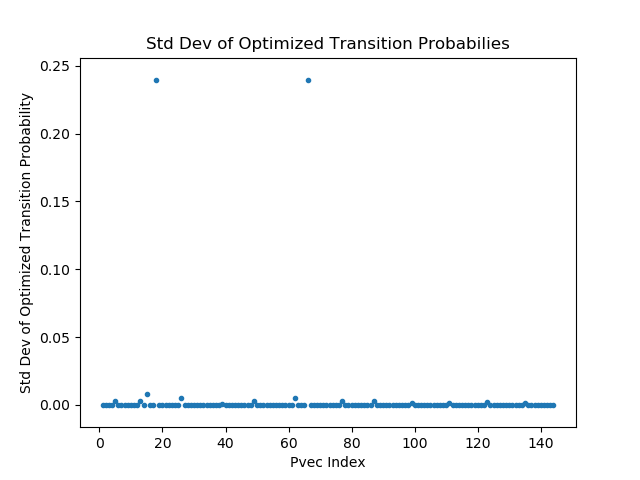 Std Dev of Optimized Transition Probabilies
Std Dev of Optimized Transition Probability
0.25
0.20
0.15
0.10
0.05
0.00
0 20 40 60 80 100 120 140
Pvec Index